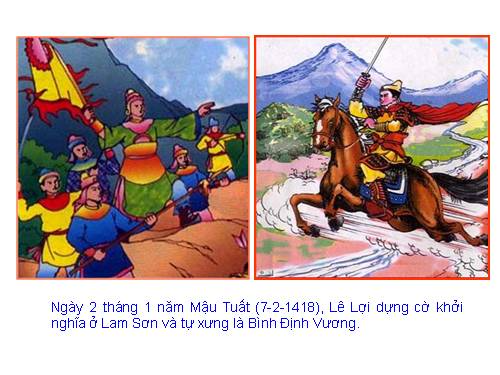 Ngày 2 tháng 1 năm Mậu Tuất (7-2-1418), Lê Lợi dựng cờ khởi
nghĩa ở Lam Sơn và tự xưng là Bình Định Vương.